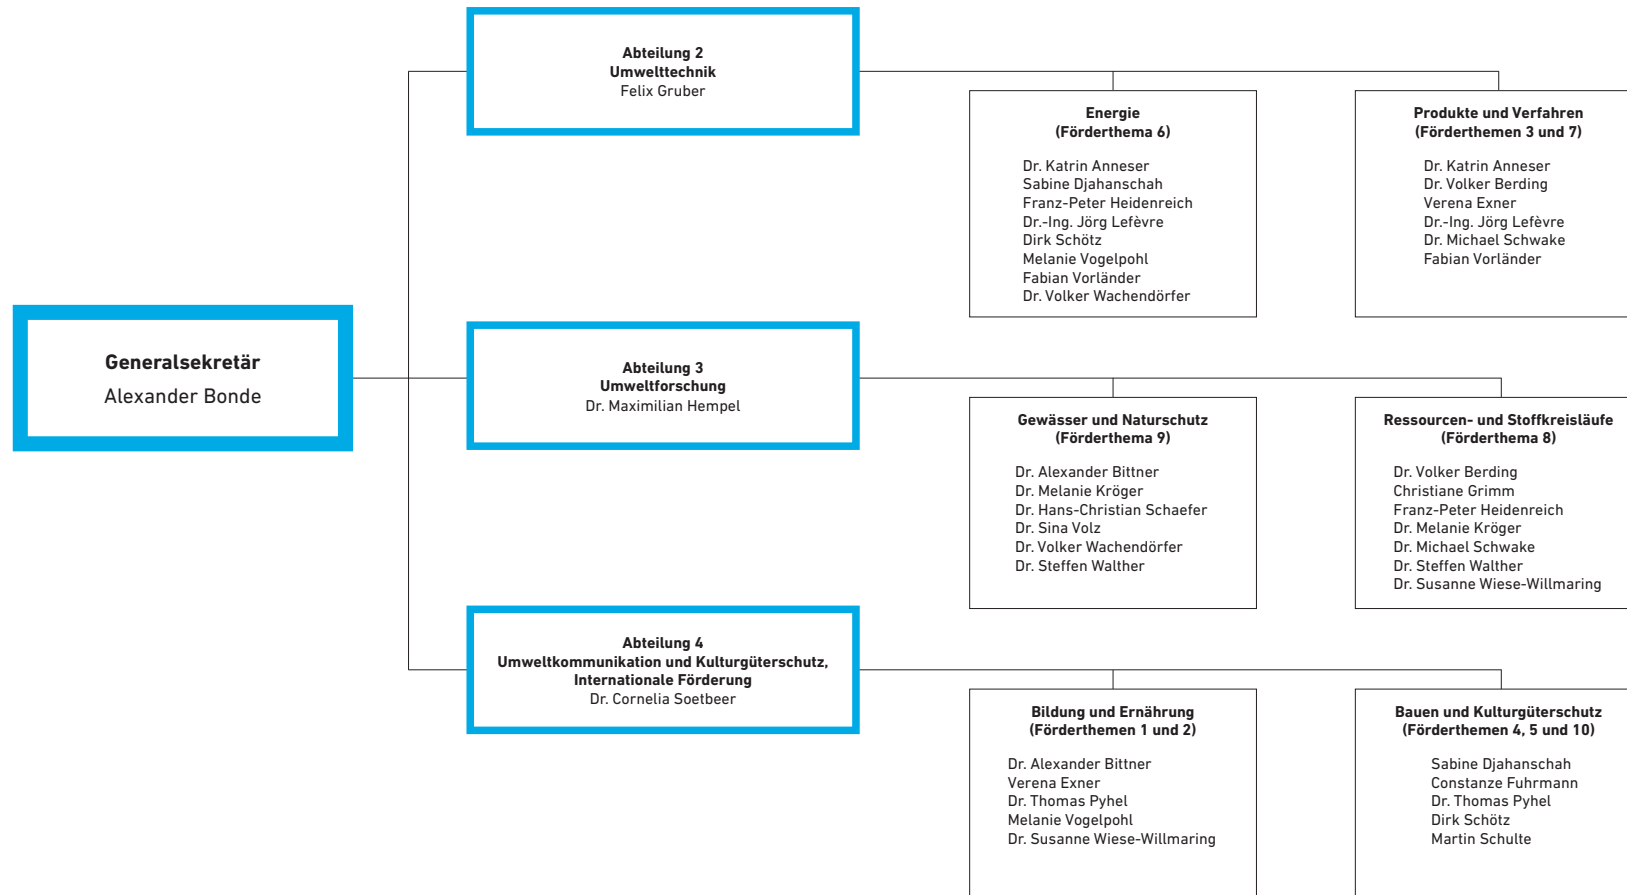 Generalsekretär
Alexander Bonde
Abteilung 2
Umwelttechnik
Felix Gruber
Energie
(Förderthema 6)
Dr. Katrin Anneser
Sabine Djahanschah
Franz-Peter Heidenreich
Dr.-Ing. Jörg Lefèvre
Dirk Schötz
Melanie Vogelpohl
Fabian Vorländer
Dr. Volker Wachendörfer
Produkte und Verfahren
(Förderthemen 3 und 7)
Dr. Katrin Anneser
Dr. Volker Berding
Verena Exner
Dr.-Ing. Jörg Lefèvre
Dr. Michael Schwake
Fabian Vorländer
Abteilung 3
Umweltforschung
Dr. Maximilian Hempel
Gewässer und Naturschutz
(Förderthema 9)
Dr. Alexander Bittner
Dr. Melanie Kröger
Dr. Hans-Christian Schaefer
Dr. Sina Volz
Dr. Volker Wachendörfer
Dr. Steffen Walther
Ressourcen- und Stoffkreisläufe
(Förderthema 8)
Dr. Volker Berding
Christiane Grimm
Franz-Peter Heidenreich
Dr. Melanie Kröger
Dr. Michael Schwake
Dr. Steffen Walther
Dr. Susanne Wiese-Willmaring
Abteilung 4
Umweltkommunikation und Kulturgüterschutz,
Internationale Förderung
Dr. Cornelia Soetbeer
Bildung und Ernährung
(Förderthemen 1 und 2)
Dr. Alexander Bittner
Verena Exner
Dr. Thomas Pyhel
Melanie Vogelpohl
Dr. Susanne Wiese-Willmaring
Bauen und Kulturgüterschutz
(Förderthemen 4, 5 und 10)
Sabine Djahanschah
Constanze Fuhrmann
Dr. Thomas Pyhel
Dirk Schötz
Martin Schulte